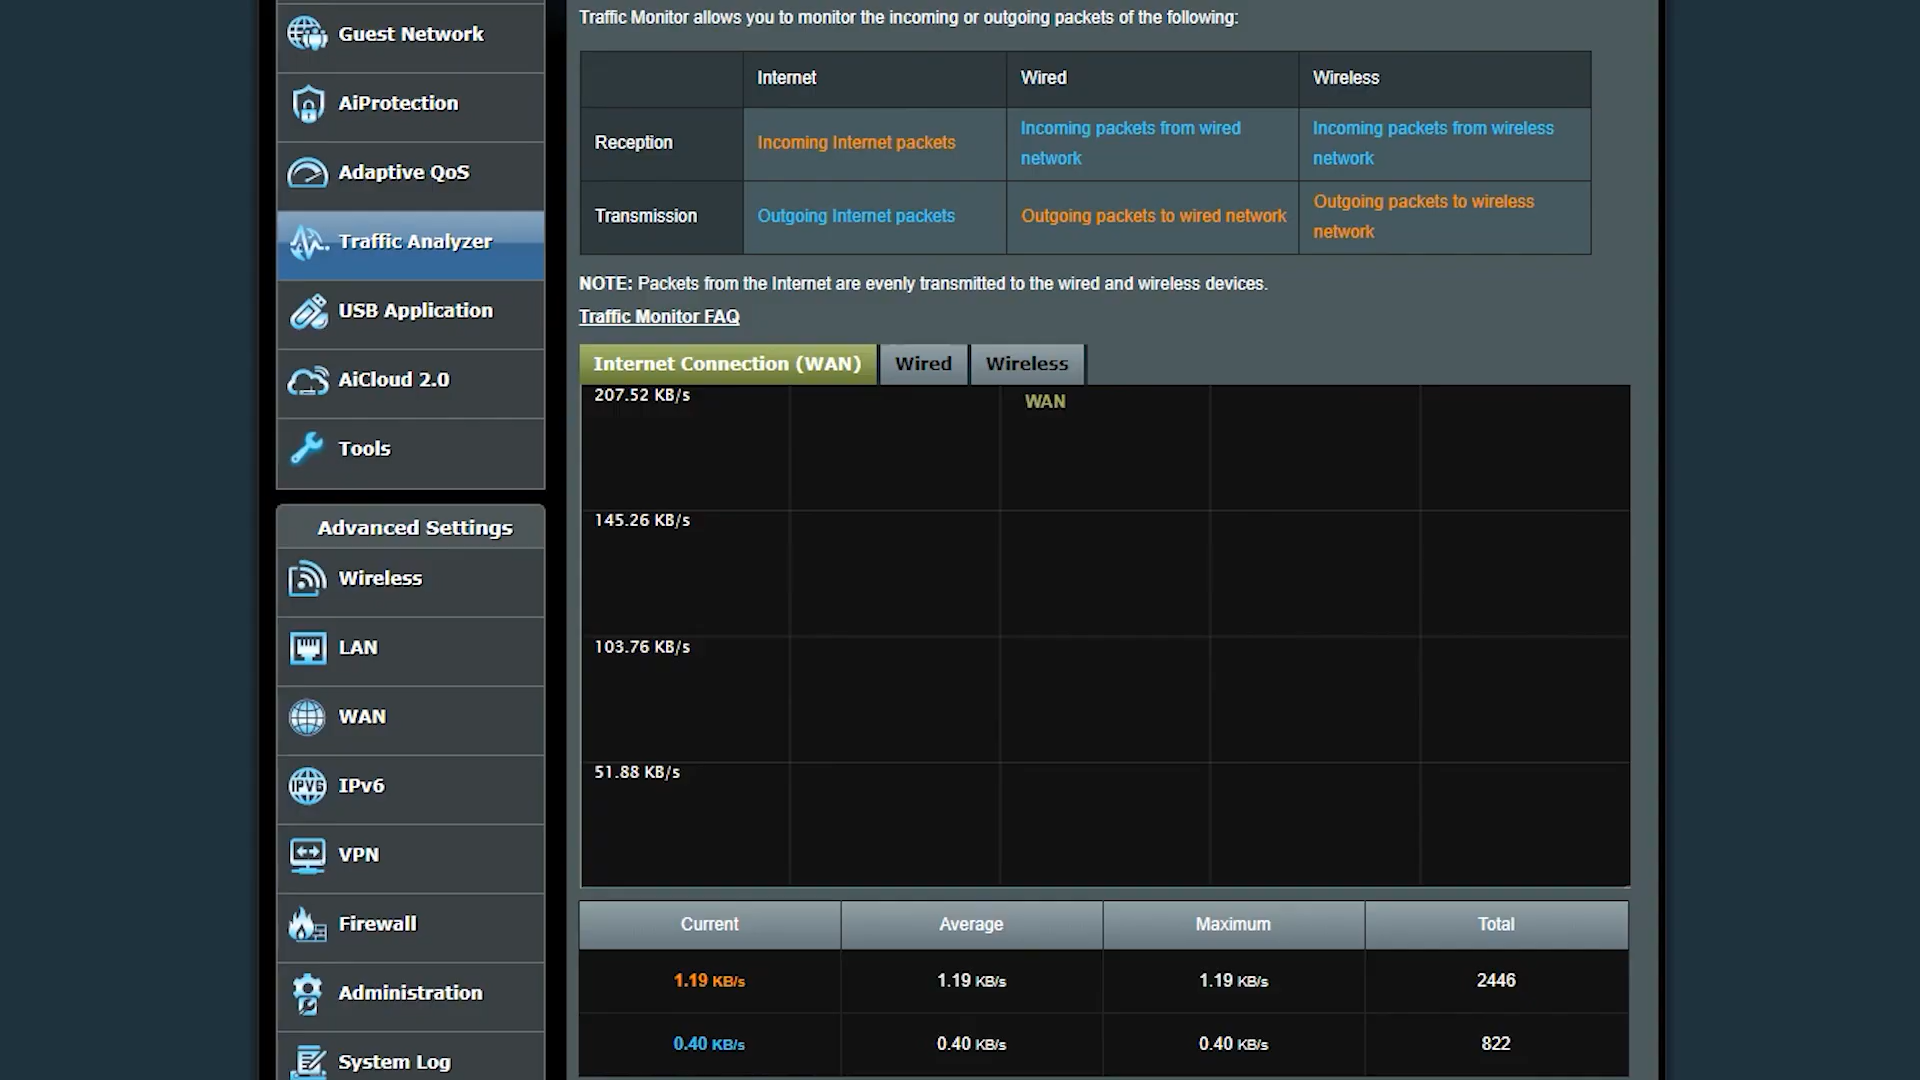 Guest Network
AiProtection
Adaptive QoS
Traffic Analyzer
USB Application
AiCloud 2.0
Tools
Advanced Settings
Wireless
LAN
WAN
IPV6
IPv6
VPN
Firewall
Administration
System Log
Traffic Monitor allows you to monitor the incoming or outgoing packets of the following:
Internet
Wired
Wireless
Reception
Incoming Internet packets
Incoming packets from wired
network
Incoming packets from wireless
network
Transmission
Outgoing Internet packets
Outgoing packets to wired network
Outgoing packets to wireless
network
NOTE: Packets from the Internet are evenly transmitted to the wired and wireless devices.
Traffic Monitor FAQ
Internet Connection (WAN)
Wired
Wireless
207.52 KB/s
WAN
145.26 KB/s
103.76 KB/s
51.88 KB/s
Current
Average
Maximum
Total
1.19 KB/s
1.19 KB/s
1.19 KB/s
2446
0.40 KB/s
0.40 KB/s
0.40 KB/s
822